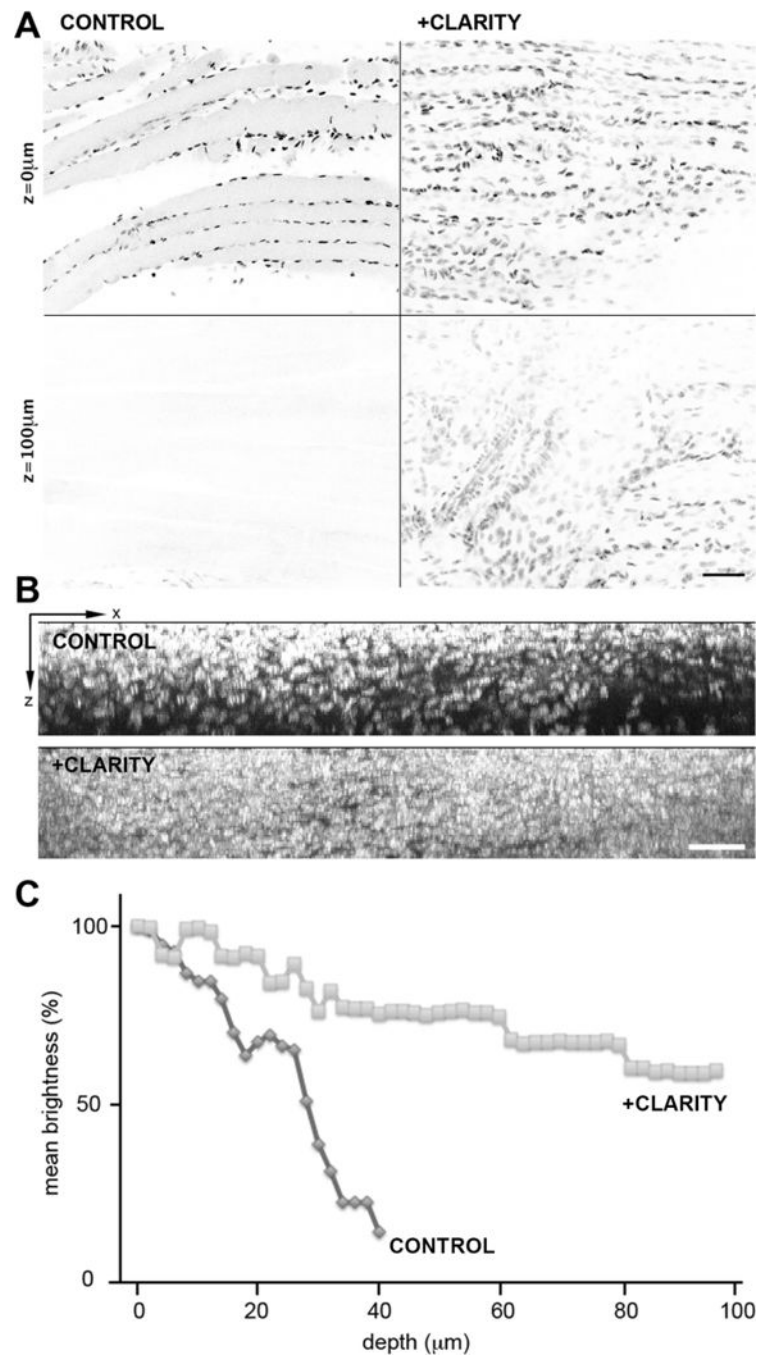 A
CONTROL
+CLARITY
z=0µm
z=100µm
B
x
CONTROL
z
+CLARITY
C
100
50
0
mean brightness (%)
+CLARITY
CONTROL
0
20
40
60
80
100
depth (µm)